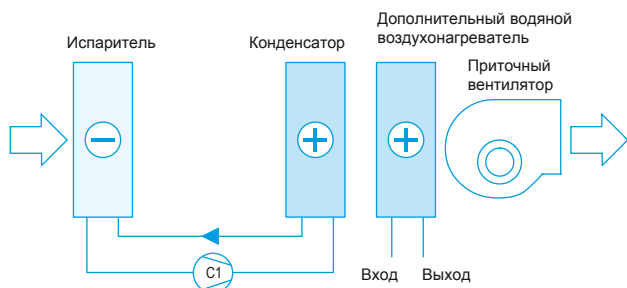 Испаритель
Конденсатор
Дополнительный водяной
воздухонагреватель
Приточный
вентилятор
C1
Вход
Выход